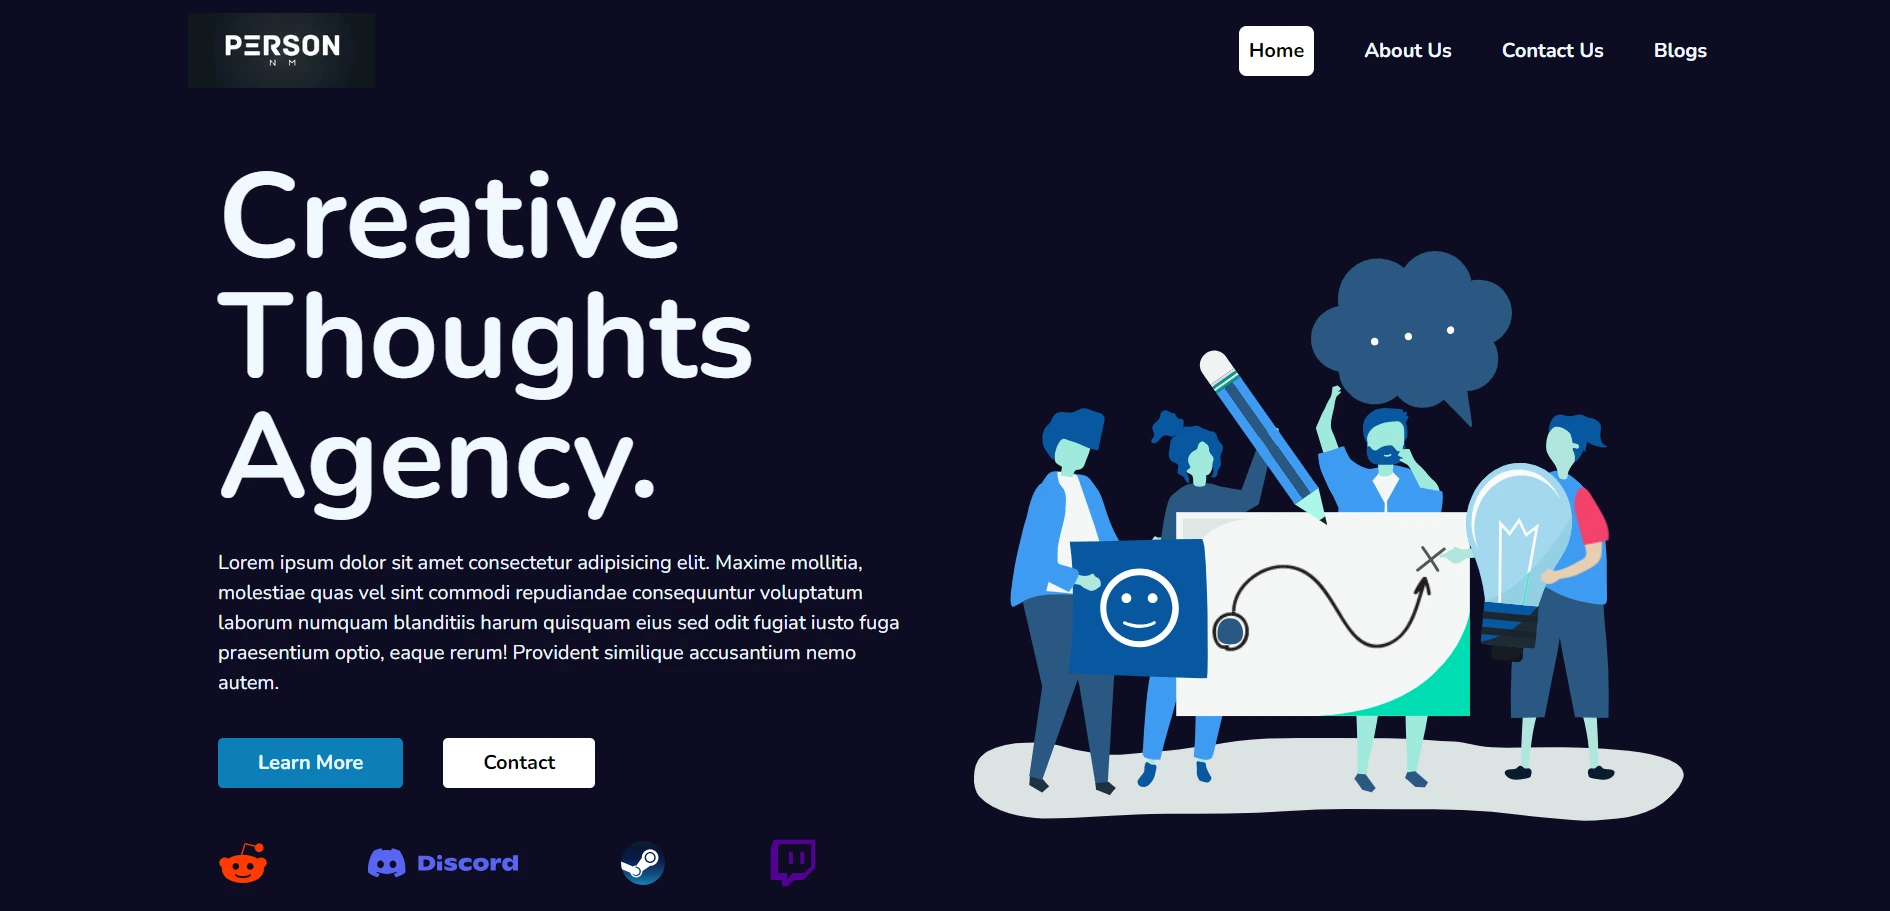 PERSON
N M
Home About Us Contact Us Blogs
Creative
Thoughts
Agency.
Lorem ipsum dolor sit amet consectetur adipisicing elit. Maxime mollitia,
molestiae quas vel sint commodi repudiandae consequuntur voluptatum
laborum numquam blanditiis harum quisquam eius sed odit fugiat iusto fuga
praesentium optio, eaque rerum! Provident similique accusantium nemo
autem.
Learn More Contact
Discord